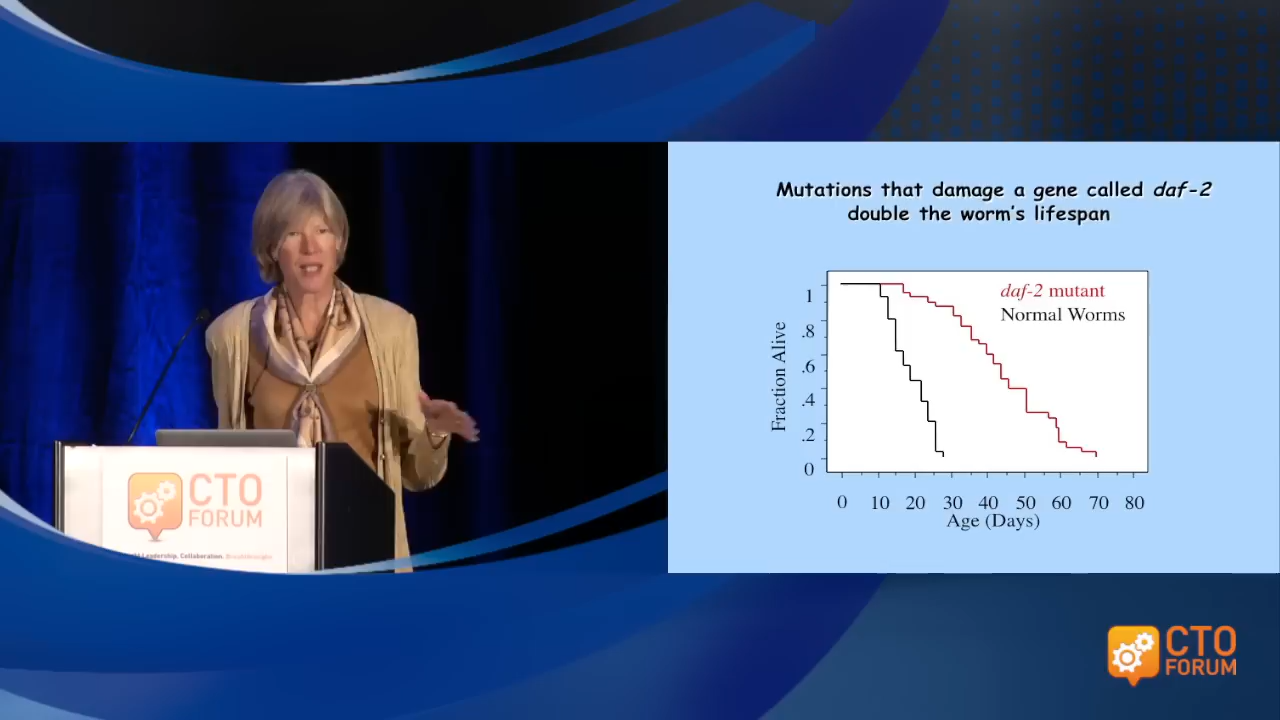 Mutations that damage a gene called daf-2
double the worm's lifespan
daf-2 mutant
Normal Worms
Fraction Alive
1
.8
.6
.4
.2
0
0 10 20 30 40 50 60 70 80
Age (Days)
CTO
FORUM
Leadership, Collaboration,
CTO
FORUM